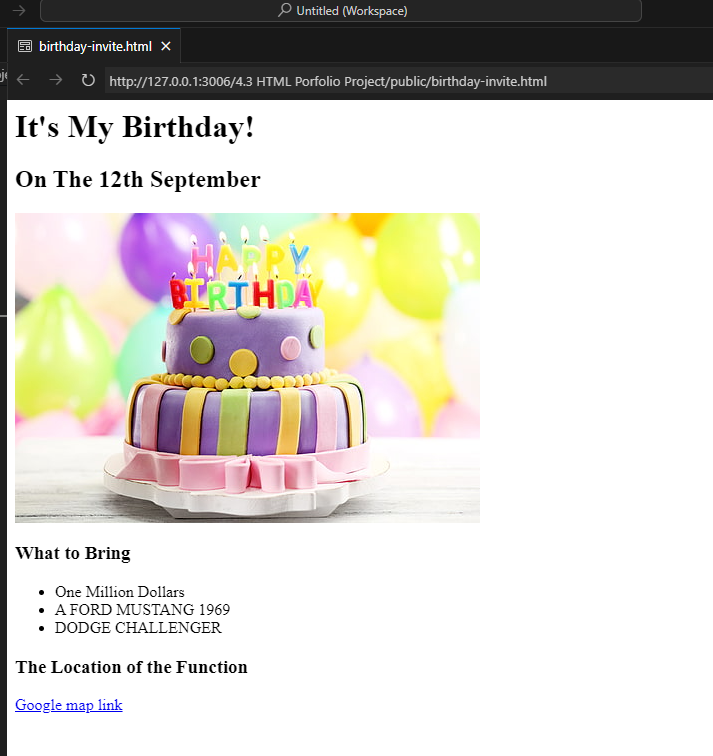 Untitled (Workspace)
birthday-invite.html
http://127.0.0.1:3006/4.3 HTML Porfolio Project/public/birthday-invite.html
It's My Birthday!
On The 12th September
HAPPY
BIRTHDAY
What to Bring
One Million Dollars
A FORD MUSTANG 1969
DODGE CHALLENGER
The Location of the Function
Google map link